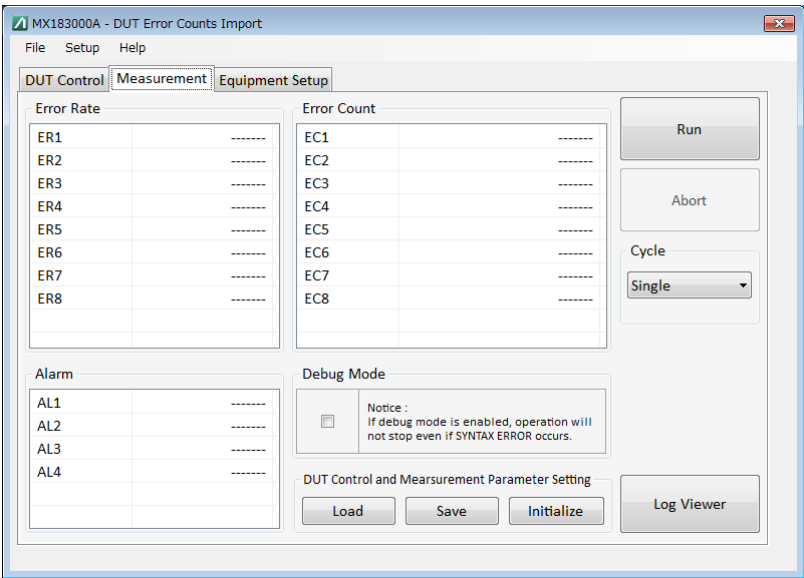 MX183000A - DUT Error Counts Import
File Setup Help
DUT Control Measurement Equipment Setup
Error Rate
ER1 -------
ER2 -------
ER3 -------
ER4 -------
ER5 -------
ER6 -------
ER7 -------
ER8 -------
Error Count
EC1 -------
EC2 -------
EC3 -------
EC4 -------
EC5 -------
EC6 -------
EC7 -------
EC8 -------
Run
Abort
Cycle
Single
Alarm
AL1 -------
AL2 -------
AL3 -------
AL4 -------
Debug Mode
Notice :
If debug mode is enabled, operation will
not stop even if SYNTAX ERROR occurs.
DUT Control and Mearsurement Parameter Setting
Load Save Initialize
Log Viewer